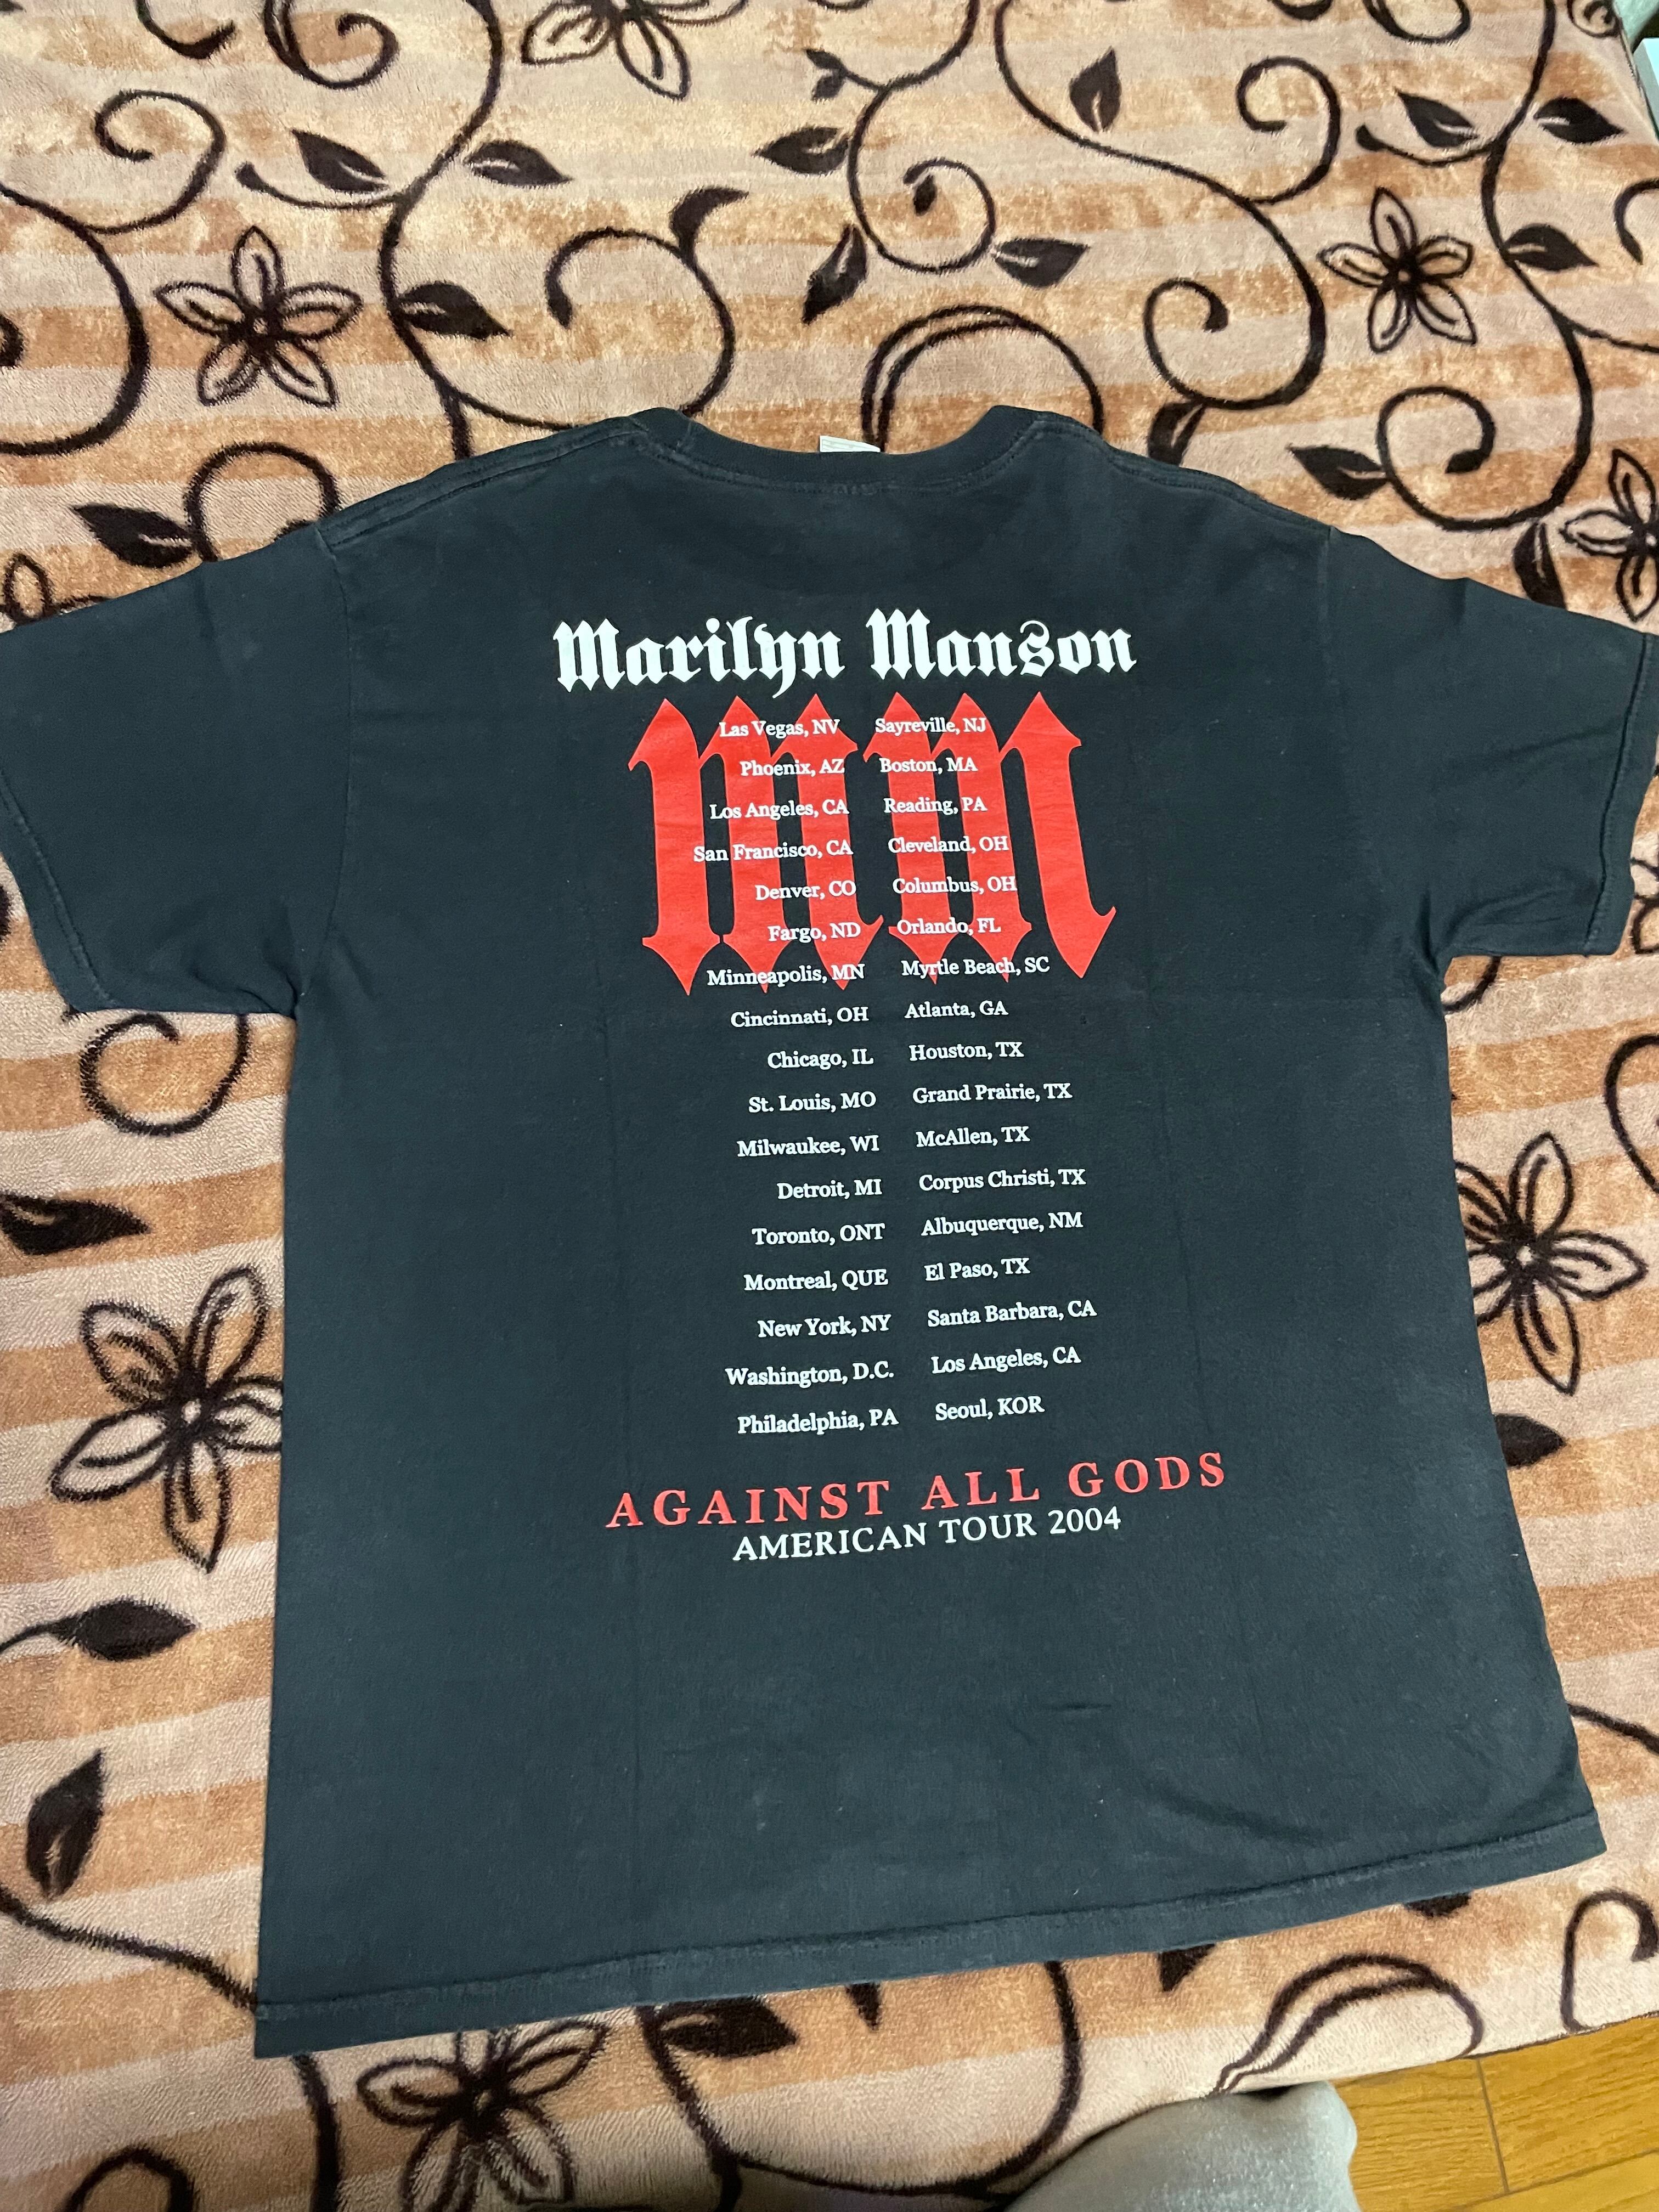 Marilyn Manson
mm
Las Vegas, NV Sayreville, NJ
Phoenix, AZ Boston, MA
Los Angeles, CA Reading, PA
San Francisco, CA Cleveland, OH
Denver, CO Columbus, OH
Fargo, ND Orlando, FL
Minneapolis, MN Myrtle Beach, SC
Cincinnati, OH Atlanta, GA
Chicago, IL Houston, TX
St. Louis, MO Grand Prairie, TX
Milwaukee, WI McAllen, TX
Detroit, MI Corpus Christi, TX
Toronto, ONT Albuquerque, NM
Montreal, QUE El Paso, TX
New York, NY Santa Barbara, CA
Washington, D.C. Los Angeles, CA
Philadelphia, PA Seoul, KOR
AGAINST ALL GODS
AMERICAN TOUR 2004